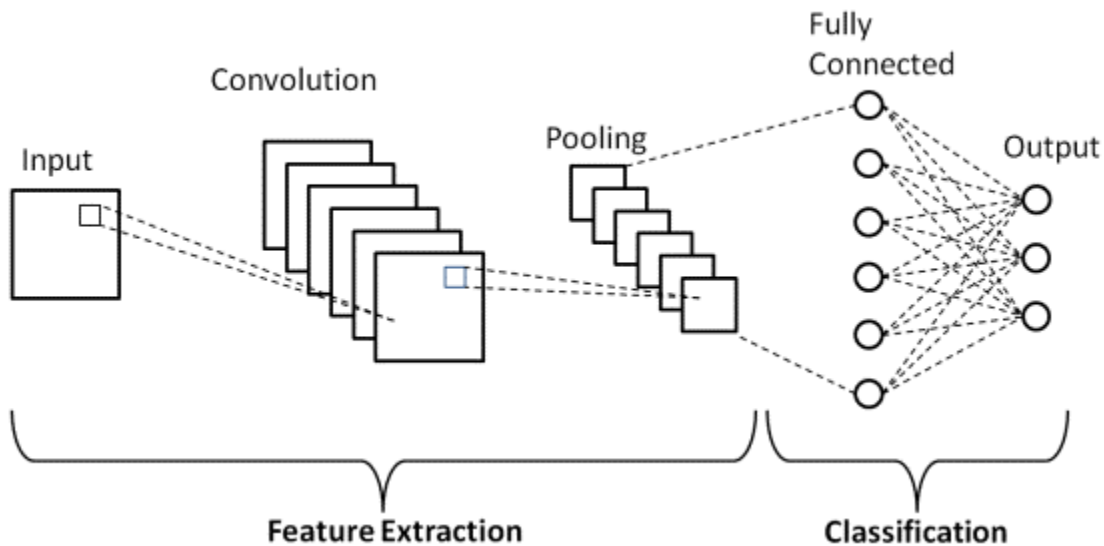 Input
Convolution
Pooling
Fully
Connected
Output
Feature Extraction
Classification